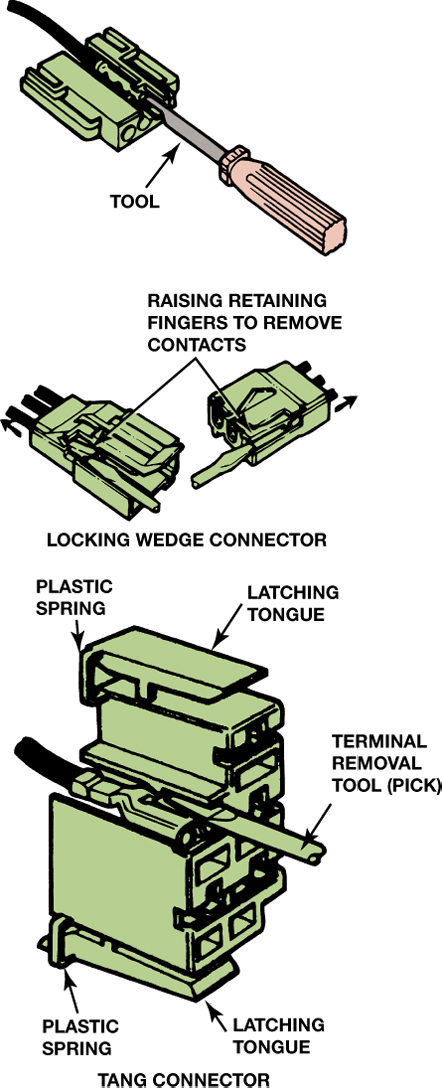 TOOL
RAISING RETAINING
FINGERS TO REMOVE
CONTACTS
LOCKING WEDGE CONNECTOR
PLASTIC
SPRING
LATCHING
TONGUE
TERMINAL
REMOVAL
TOOL (PICK)
PLASTIC
SPRING
LATCHING
TONGUE
TANG CONNECTOR